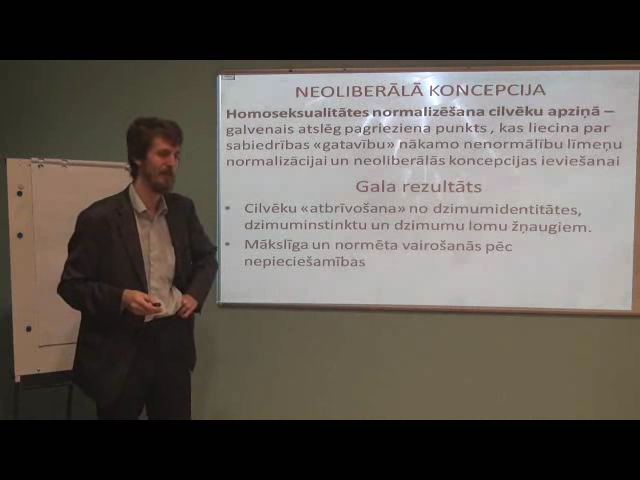 NEOLIBERĀLĀ KONCEPCIJA
Homoseksualitātes normalizēšana cilvēku apziņā –
galvenais atslēg pagrieziena punkts , kas liecina par
sabiedrības «gatavību» nākamo nenormālību līmeņu
normalizācijai un neoliberālās koncepcijas ieviešanai
Gala rezultāts
• Cilvēku «atbrīvošana» no dzimumidentitātes,
dzimuminstinktu un dzimumu lomu žņaugiem.
• Mākslīga un normēta vairošanās pēc
nepieciešamības